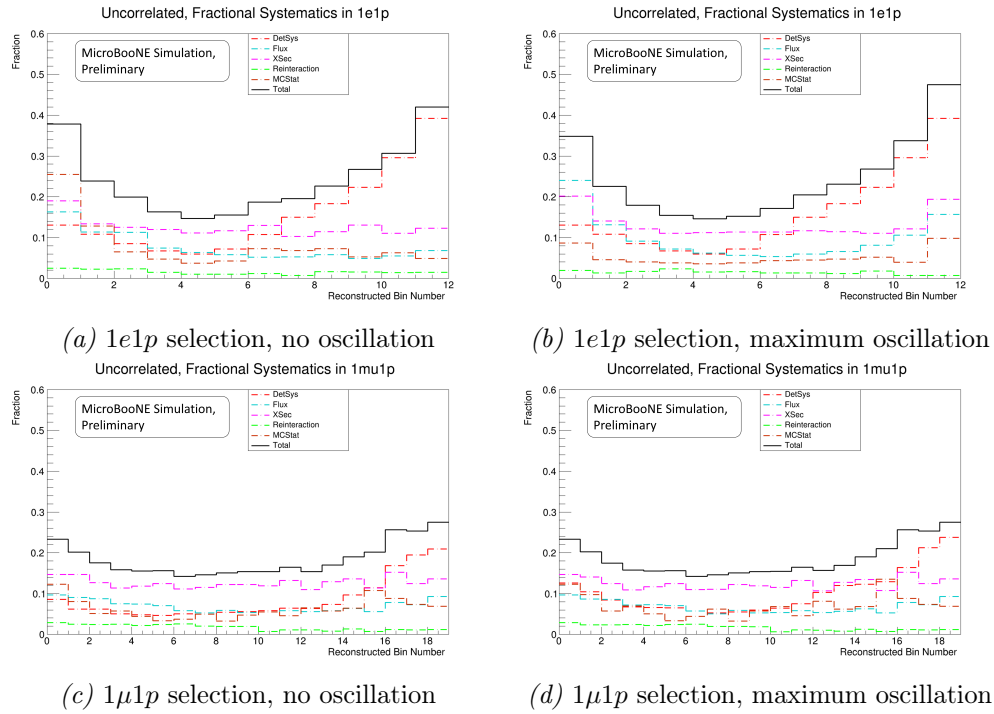 Uncorrelated, Fractional Systematics in 1e1p
Fraction
0.6
0.5
0.4
0.3
0.2
0.1
0
MicroBooNE Simulation,
Preliminary
DetSys
Flux
XSec
Reinteraction
MCStat
Total
0 2 4 6 8 10 12
Reconstructed Bin Number
(a) 1e1p selection, no oscillation
Uncorrelated, Fractional Systematics in 1e1p
Fraction
0.6
0.5
0.4
0.3
0.2
0.1
0
MicroBooNE Simulation,
Preliminary
DetSys
Flux
XSec
Reinteraction
MCStat
Total
0 2 4 6 8 10 12
Reconstructed Bin Number
(b) 1e1p selection, maximum oscillation
Uncorrelated, Fractional Systematics in 1mu1p
Fraction
0.6
0.5
0.4
0.3
0.2
0.1
0
MicroBooNE Simulation,
Preliminary
DetSys
Flux
XSec
Reinteraction
MCStat
Total
0 2 4 6 8 10 12 14 16 18
Reconstructed Bin Number
(c) 1μ1p selection, no oscillation
Uncorrelated, Fractional Systematics in 1mu1p
Fraction
0.6
0.5
0.4
0.3
0.2
0.1
0
MicroBooNE Simulation,
Preliminary
DetSys
Flux
XSec
Reinteraction
MCStat
Total
0 2 4 6 8 10 12 14 16 18
Reconstructed Bin Number
(d) 1μ1p selection, maximum oscillation